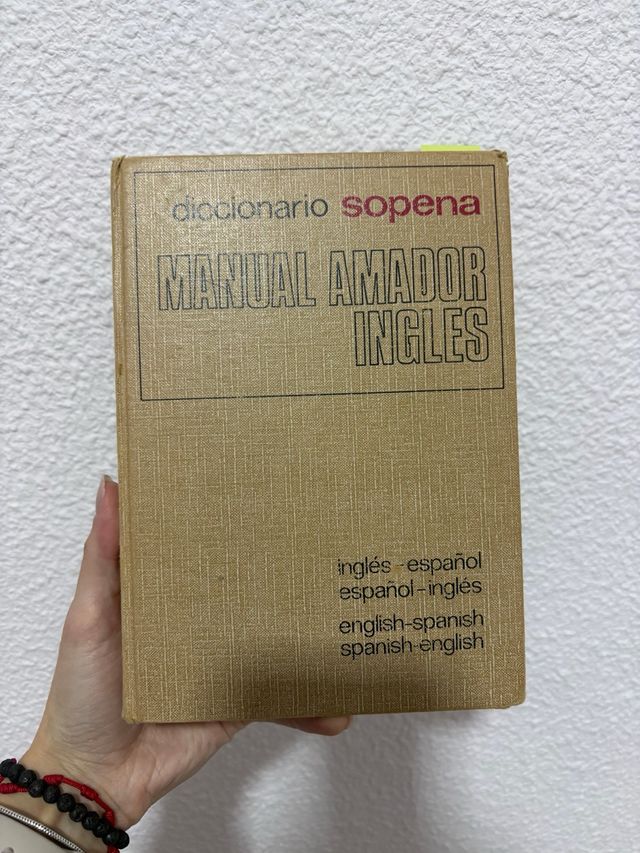 diccionario sopena
MANUAL AMADOR
INGLES
inglés-español
español-inglés
english-spanish
spanish-english